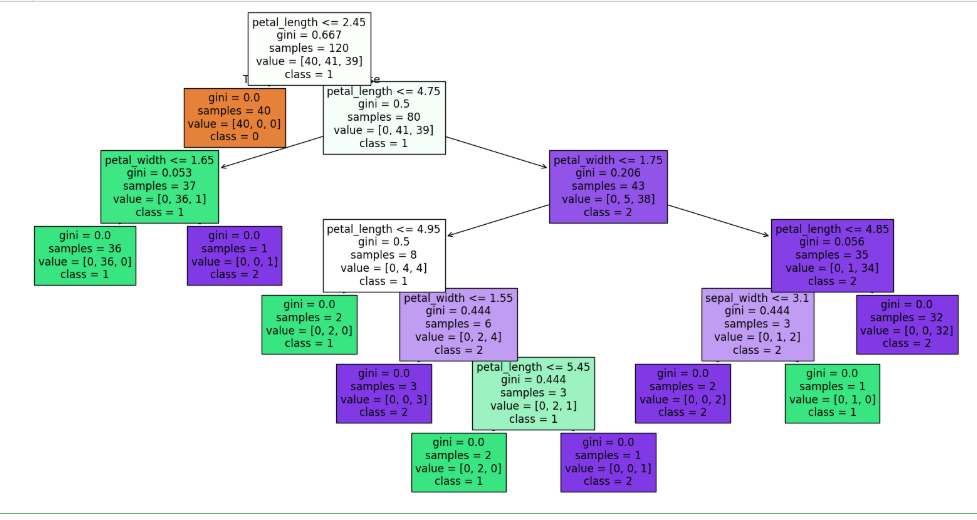 petal_length <= 2.45
gini = 0.667
samples = 120
value = [40, 41, 39]
class = 1
gini = 0.0
samples = 40
value = [40, 0, 0]
class = 0
petal_length <= 4.75
gini = 0.5
samples = 80
value = [0, 41, 39]
class = 1
petal_width <= 1.65
gini = 0.053
samples = 37
value = [0, 36, 1]
class = 1
petal_width <= 1.75
gini = 0.206
samples = 43
value = [0, 5, 38]
class = 2
gini = 0.0
samples = 36
value = [0, 36, 0]
class = 1
gini = 0.0
samples = 1
value = [0, 0, 1]
class = 2
petal_length <= 4.95
gini = 0.5
samples = 8
value = [0, 4, 4]
class = 1
petal_length <= 4.85
gini = 0.056
samples = 35
value = [0, 1, 34]
class = 2
gini = 0.0
samples = 2
value = [0, 2, 0]
class = 1
petal_width <= 1.55
gini = 0.444
samples = 6
value = [0, 2, 4]
class = 2
sepal_width <= 3.1
gini = 0.444
samples = 3
value = [0, 1, 2]
class = 2
gini = 0.0
samples = 32
value = [0, 0, 32]
class = 2
gini = 0.0
samples = 3
value = [0, 0, 3]
class = 2
petal_length <= 5.45
gini = 0.444
samples = 3
value = [0, 2, 1]
class = 1
gini = 0.0
samples = 2
value = [0, 0, 2]
class = 2
gini = 0.0
samples = 1
value = [0, 1, 0]
class = 1
gini = 0.0
samples = 2
value = [0, 2, 0]
class = 1
gini = 0.0
samples = 1
value = [0, 0, 1]
class = 2